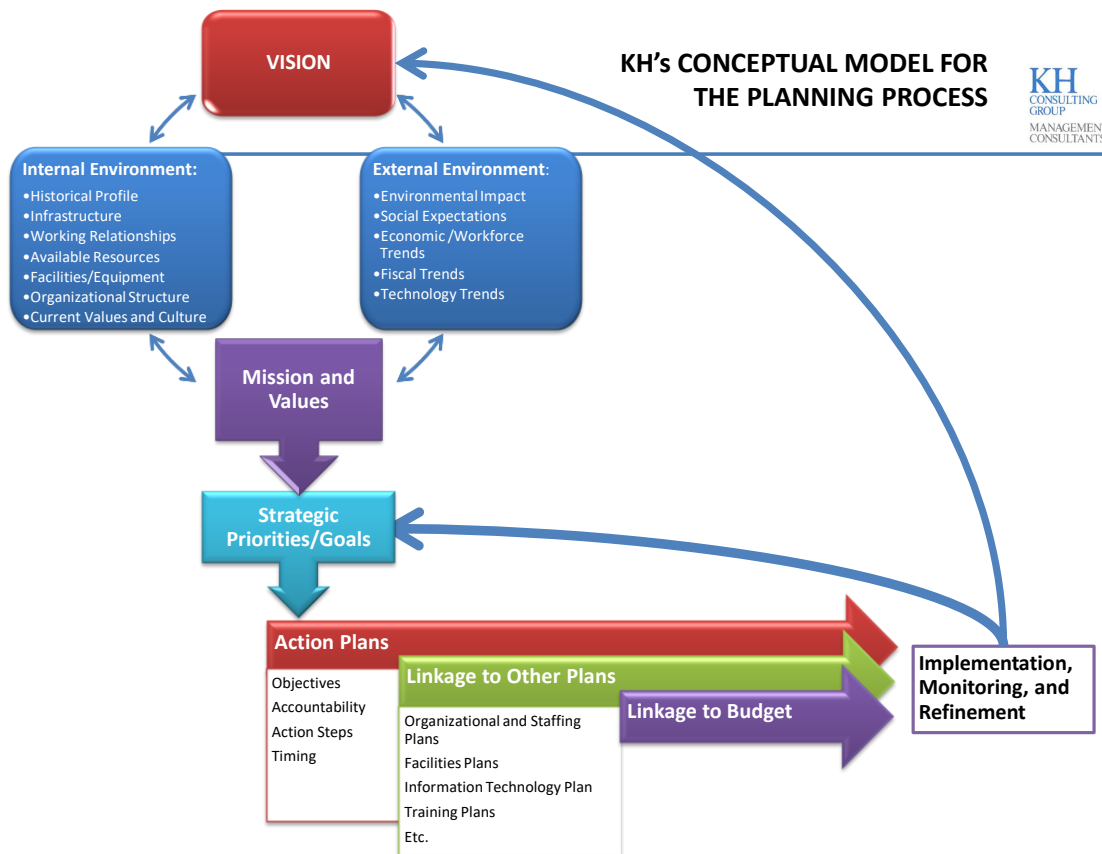 VISION
KH's CONCEPTUAL MODEL FOR
THE PLANNING PROCESS
KH
CONSULTING
GROUP
MANAGEMENT
CONSULTANTS
Internal Environment:
•Historical Profile
•Infrastructure
•Working Relationships
•Available Resources
•Facilities/Equipment
•Organizational Structure
•Current Values and Culture
External Environment:
•Environmental Impact
•Social Expectations
•Economic /Workforce
Trends
•Fiscal Trends
•Technology Trends
Mission and
Values
Strategic
Priorities/Goals
Action Plans
Objectives
Accountability
Action Steps
Timing
Linkage to Other Plans
Organizational and Staffing
Plans
Facilities Plans
Information Technology Plan
Training Plans
Etc.
Linkage to Budget
Implementation,
Monitoring, and
Refinement